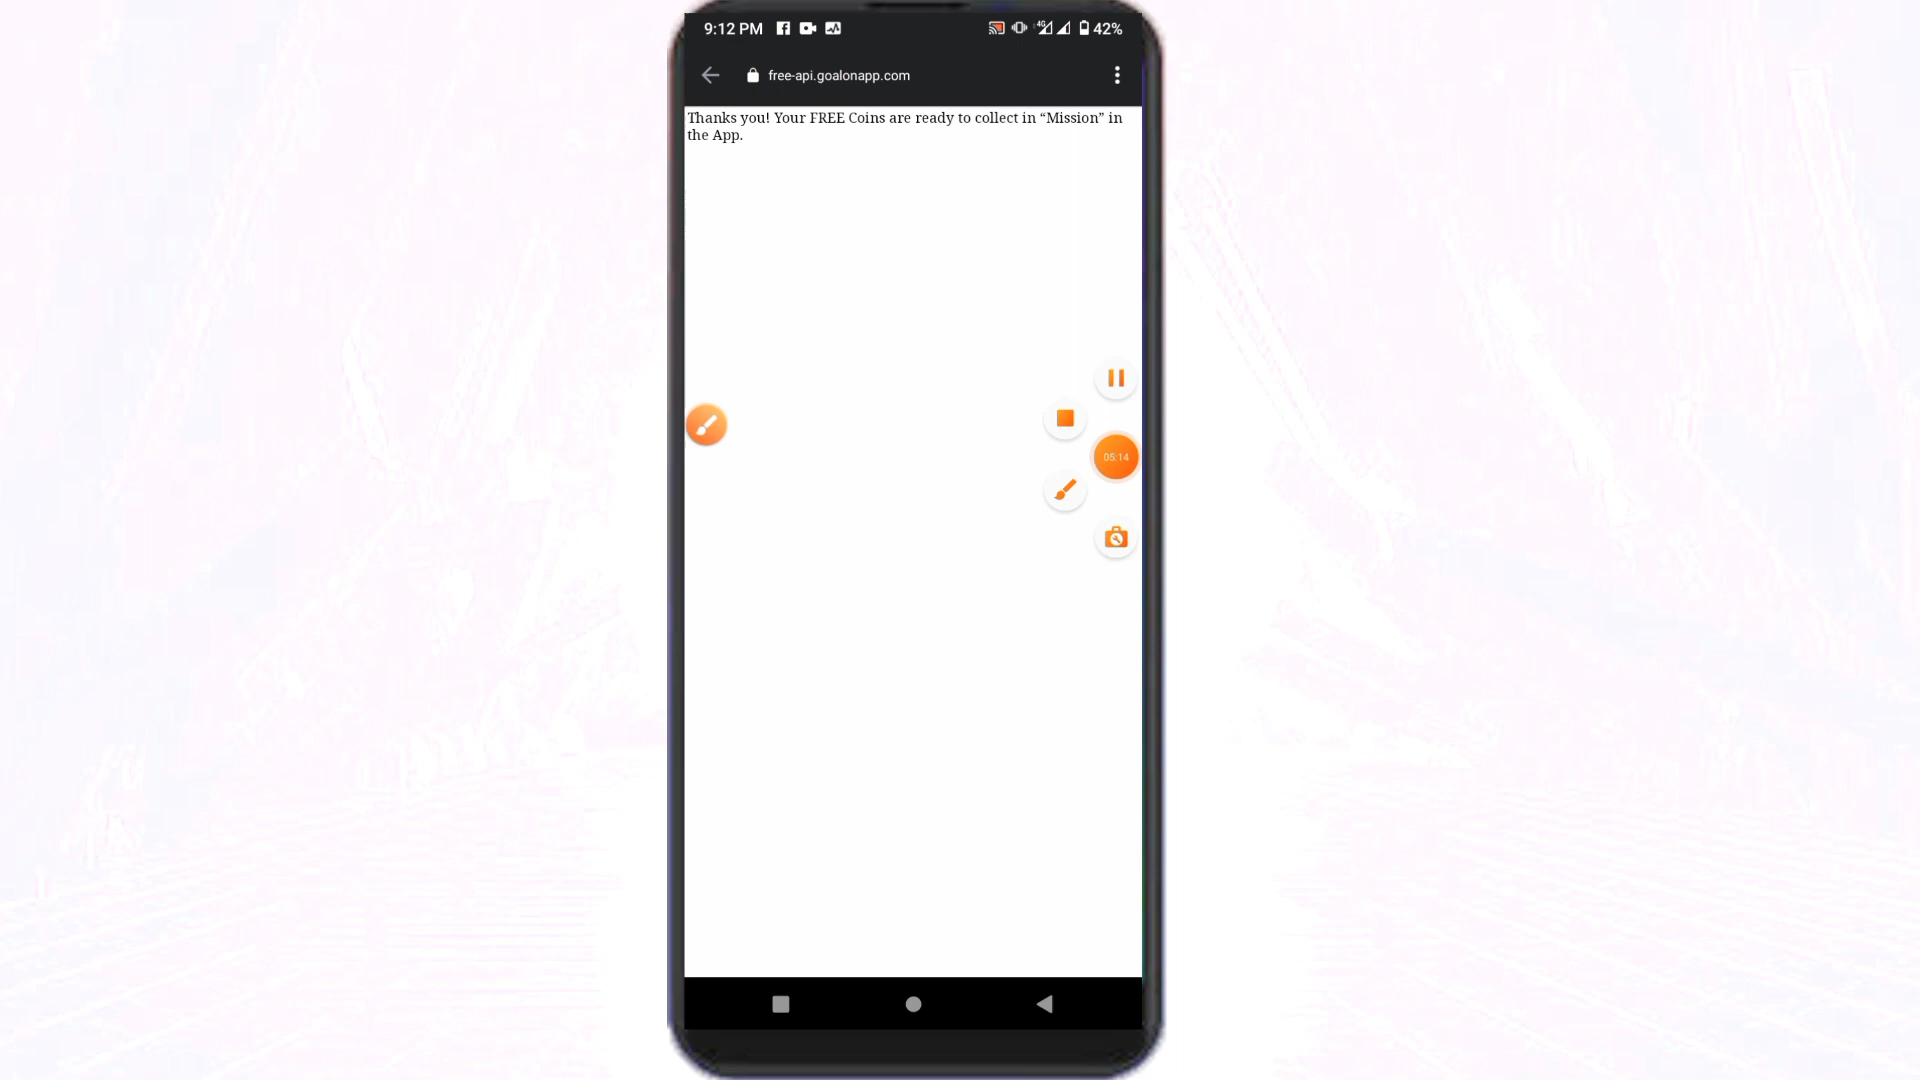 9:12 PM
4G
42%
free-api.goalonapp.com
Thanks you! Your FREE Coins are ready to collect in “Mission” in
the App.
05:14